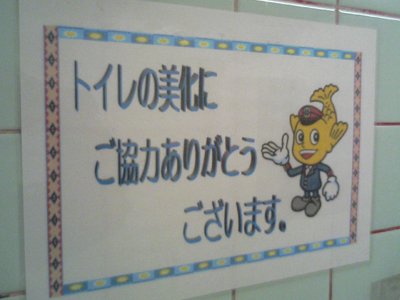 トイレの美化に
ご協力ありがとう
ございます。